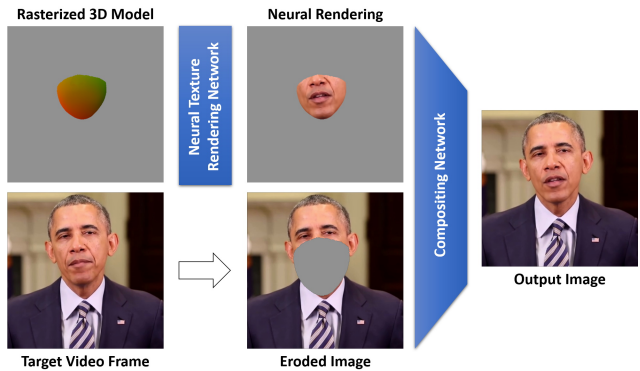 Rasterized 3D Model
Neural Rendering
Neural Texture
Rendering Network
Compositing Network
Output Image
Target Video Frame
Eroded Image